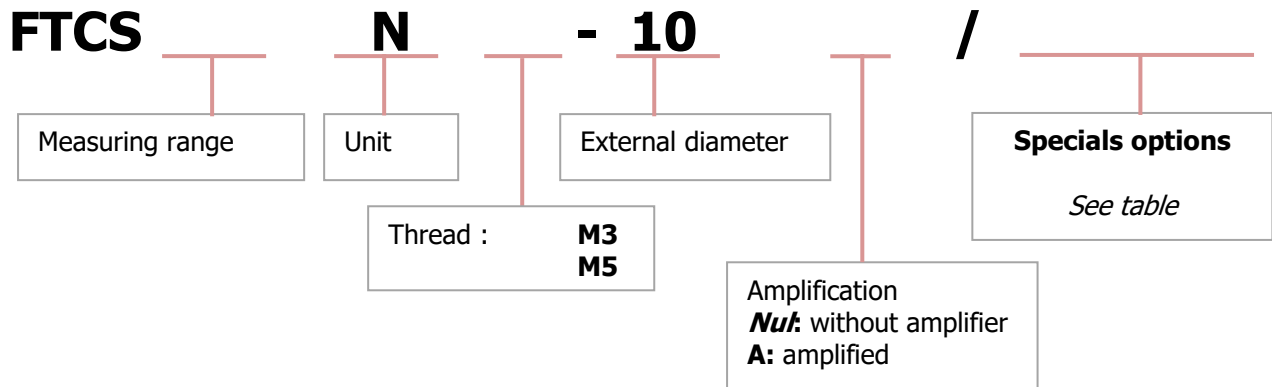 FTCS N - 10 /
Measuring range
Unit
External diameter
Specials options
See table
Thread : M3
M5
Amplification
Nul: without amplifier
A: amplified